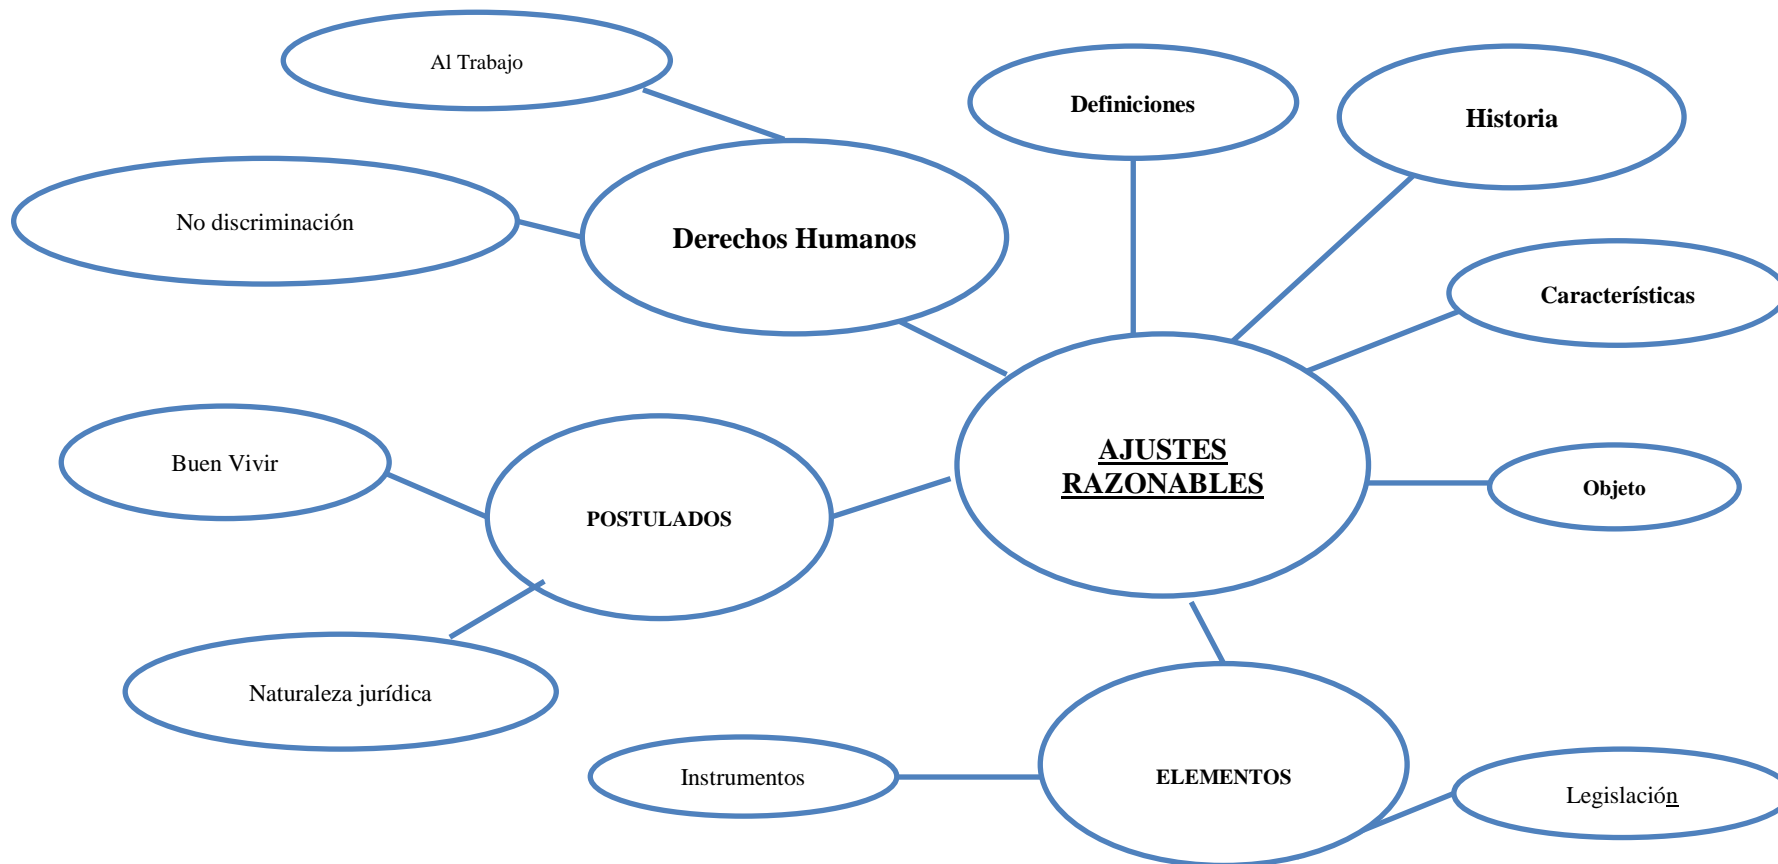 Al Trabajo
Definiciones
Historia
No discriminación
Derechos Humanos
Características
AJUSTES
RAZONABLES
Buen Vivir
POSTULADOS
Objeto
Naturaleza jurídica
Instrumentos
ELEMENTOS
Legislación